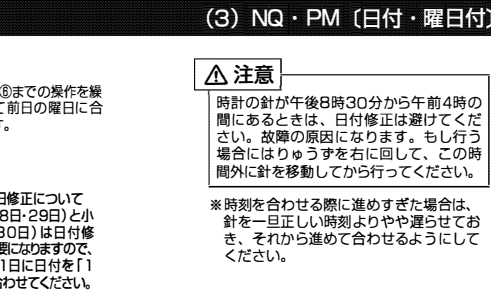 （3）NQ・PM〔日付・曜日付〕
⑥までの操作を繰
て前日の曜日に合
す。
日修正について
8日・29日）と小
30日）は日付修
要になりますので、
1日に日付を「1
合わせてください。
⚠注意
時計の針が午後8時30分から午前4時の
間にあるときは、日付修正は避けてくだ
さい。故障の原因になります。もし行う
場合にはりゅうずを右に回して、この時
間外に針を移動してから行ってください。
※時刻を合わせる際に進めすぎた場合は、
針を一旦正しい時刻よりやや遅らせてお
き、それから進めて合わせるようにして
ください。